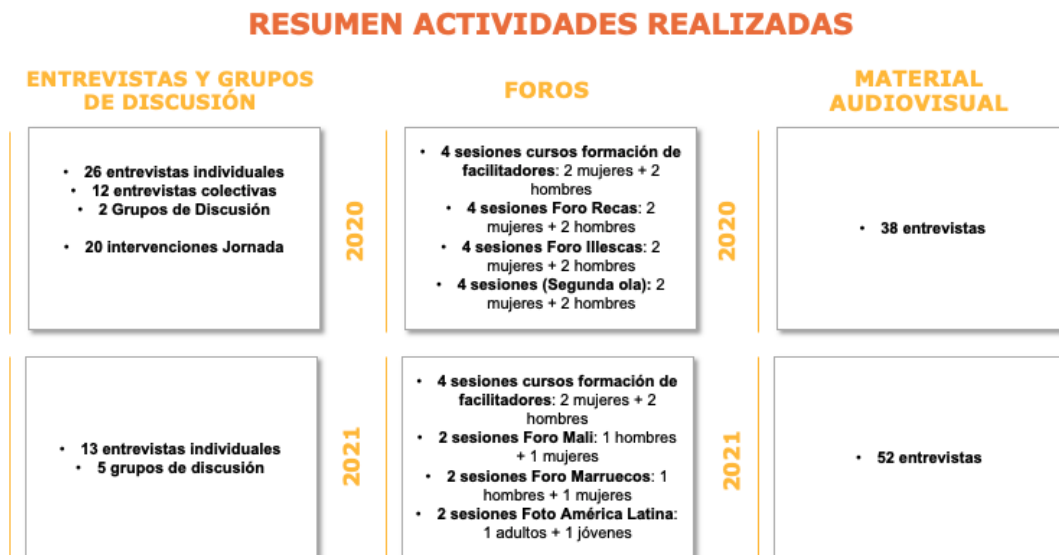 RESUMEN ACTIVIDADES REALIZADAS
ENTREVISTAS Y GRUPOS
DE DISCUSIÓN
FOROS
MATERIAL
AUDIOVISUAL
• 26 entrevistas individuales
• 12 entrevistas colectivas
• 2 Grupos de Discusión
• 20 intervenciones Jornada
2020
• 4 sesiones cursos formación de
facilitadores: 2 mujeres + 2
hombres
• 4 sesiones Foro Recas: 2
mujeres + 2 hombres
• 4 sesiones Foro Illescas: 2
mujeres + 2 hombres
• 4 sesiones (Segunda ola): 2
mujeres + 2 hombres
2020
• 38 entrevistas
• 13 entrevistas individuales
• 5 grupos de discusión
2021
• 4 sesiones cursos formación de
facilitadores: 2 mujeres + 2
hombres
• 2 sesiones Foro Mali: 1 hombres
+ 1 mujeres
• 2 sesiones Foro Marruecos: 1
hombres + 1 mujeres
• 2 sesiones Foto América Latina:
1 adultos + 1 jóvenes
2021
• 52 entrevistas